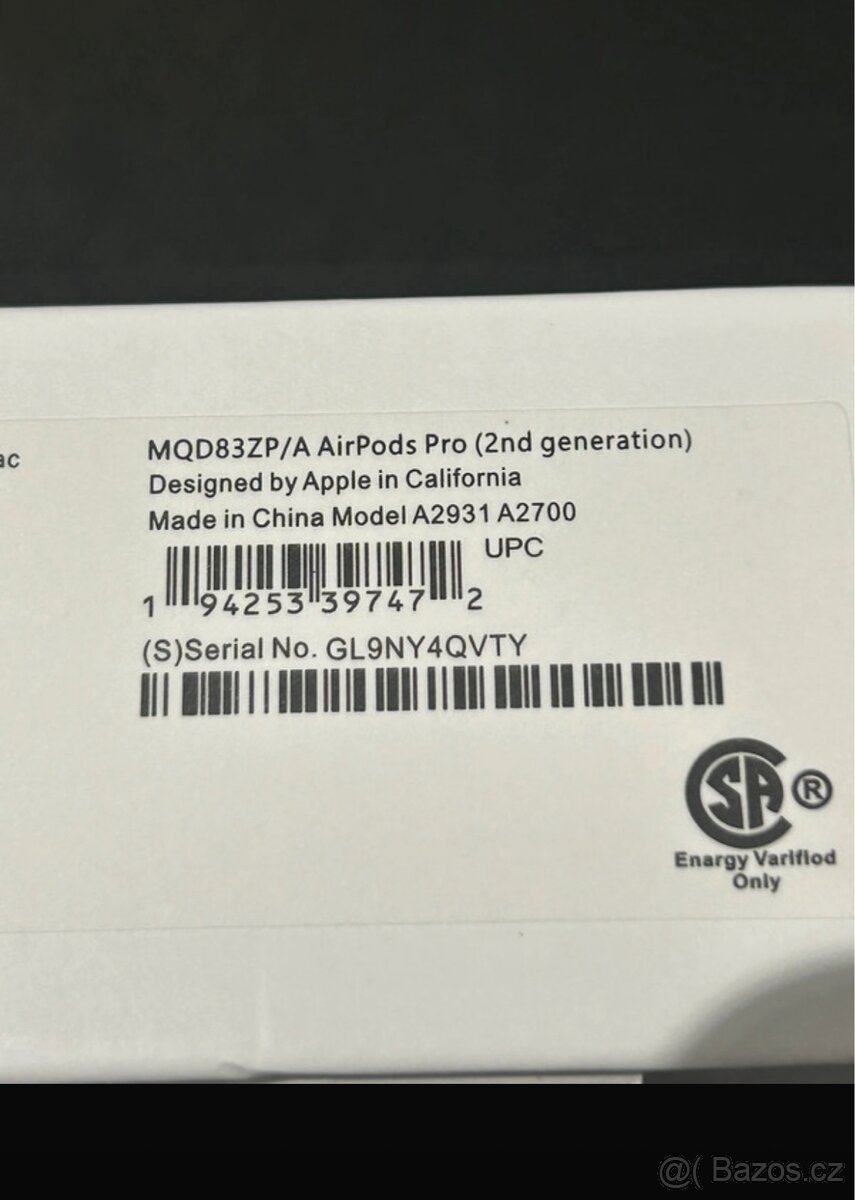 ac
MQD83ZP/A AirPods Pro (2nd generation)
Designed by Apple in California
Made in China Model A2931 A2700
UPC
1 94253 39747 2
(S)Serial No. GL9NY4QVTY
SA ®
Enargy Varifiod
Only
@( Bazos.cz